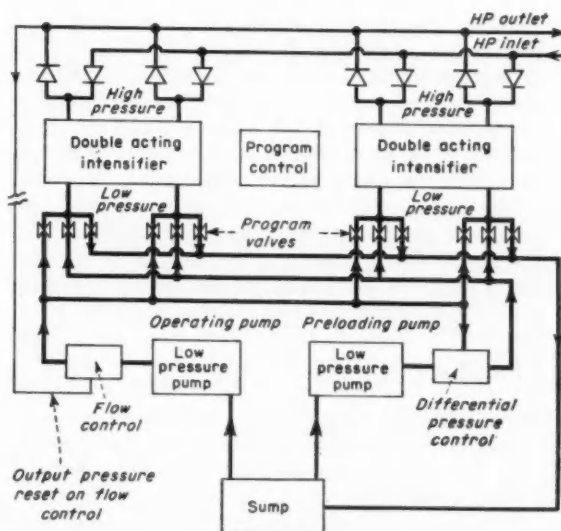 HP outlet
HP inlet
High
pressure
High
pressure
Double acting
intensifier
Program
control
Double acting
intensifier
Low
pressure
Program
valves
Low
pressure
Operating pump
Preloading pump
Low
pressure
pump
Low
pressure
pump
Flow
control
Differential
pressure
control
Output pressure
reset on flow
control
Sump